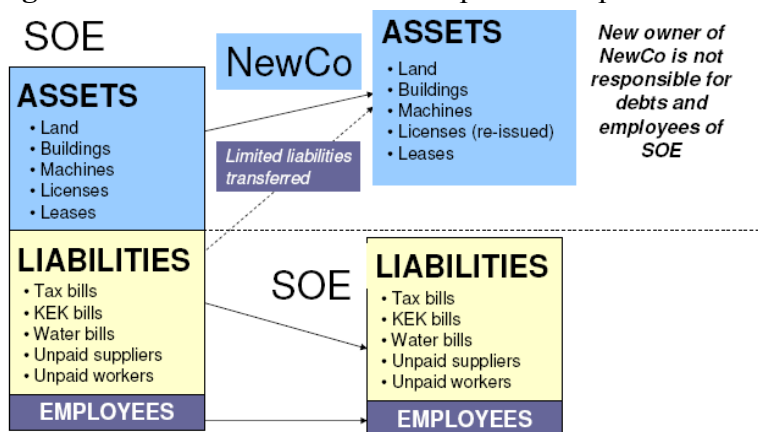 SOE
ASSETS
• Land
• Buildings
• Machines
• Licenses
• Leases
LIABILITIES
• Tax bills
• KEK bills
• Water bills
• Unpaid suppliers
• Unpaid workers
EMPLOYEES
NewCo
Limited liabilities
transferred
ASSETS
• Land
• Buildings
• Machines
• Licenses (re-issued)
• Leases
New owner of
NewCo is not
responsible for
debts and
employees of
SOE
SOE
LIABILITIES
• Tax bills
• KEK bills
• Water bills
• Unpaid suppliers
• Unpaid workers
EMPLOYEES